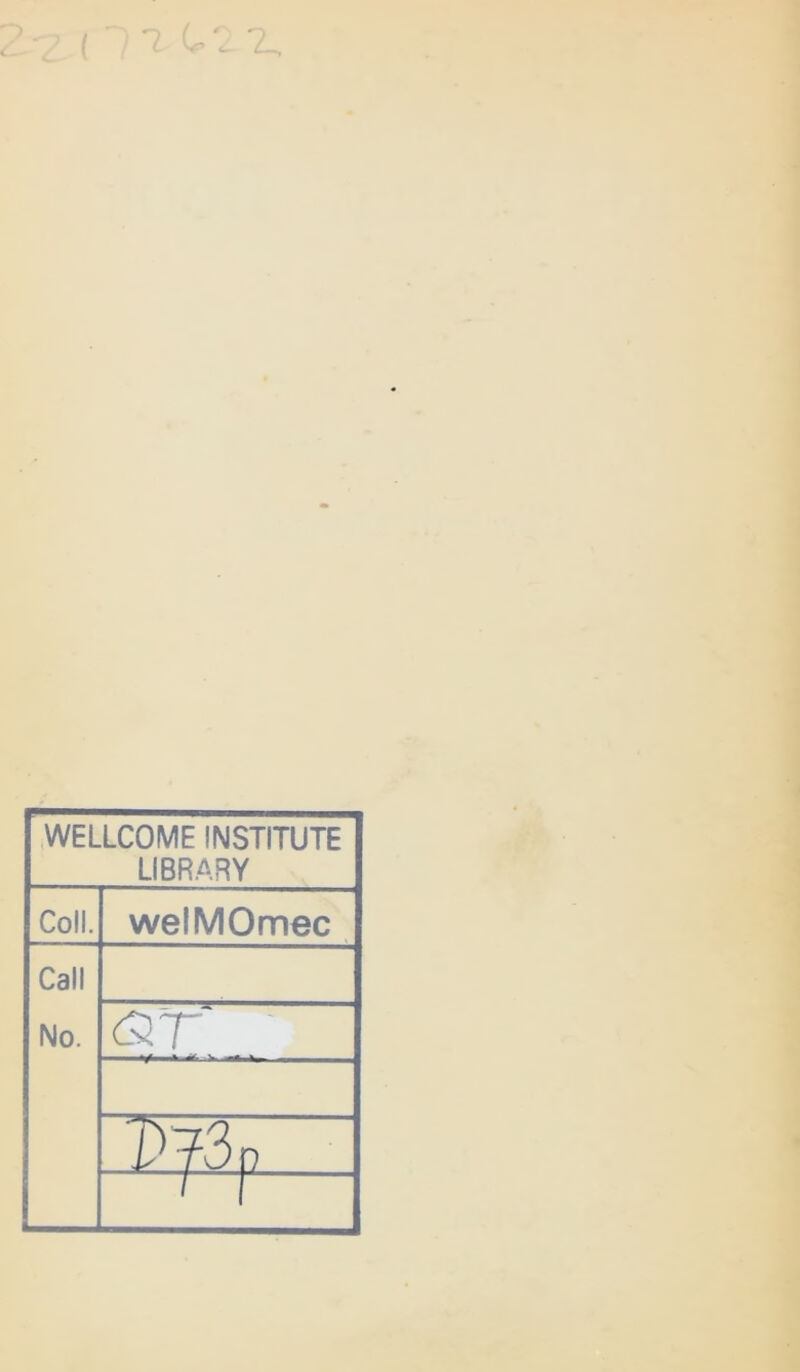 22172622
WELLCOME INSTITUTE
LIBRARY
Coll. welMOmec
Call
No. QT
D73p